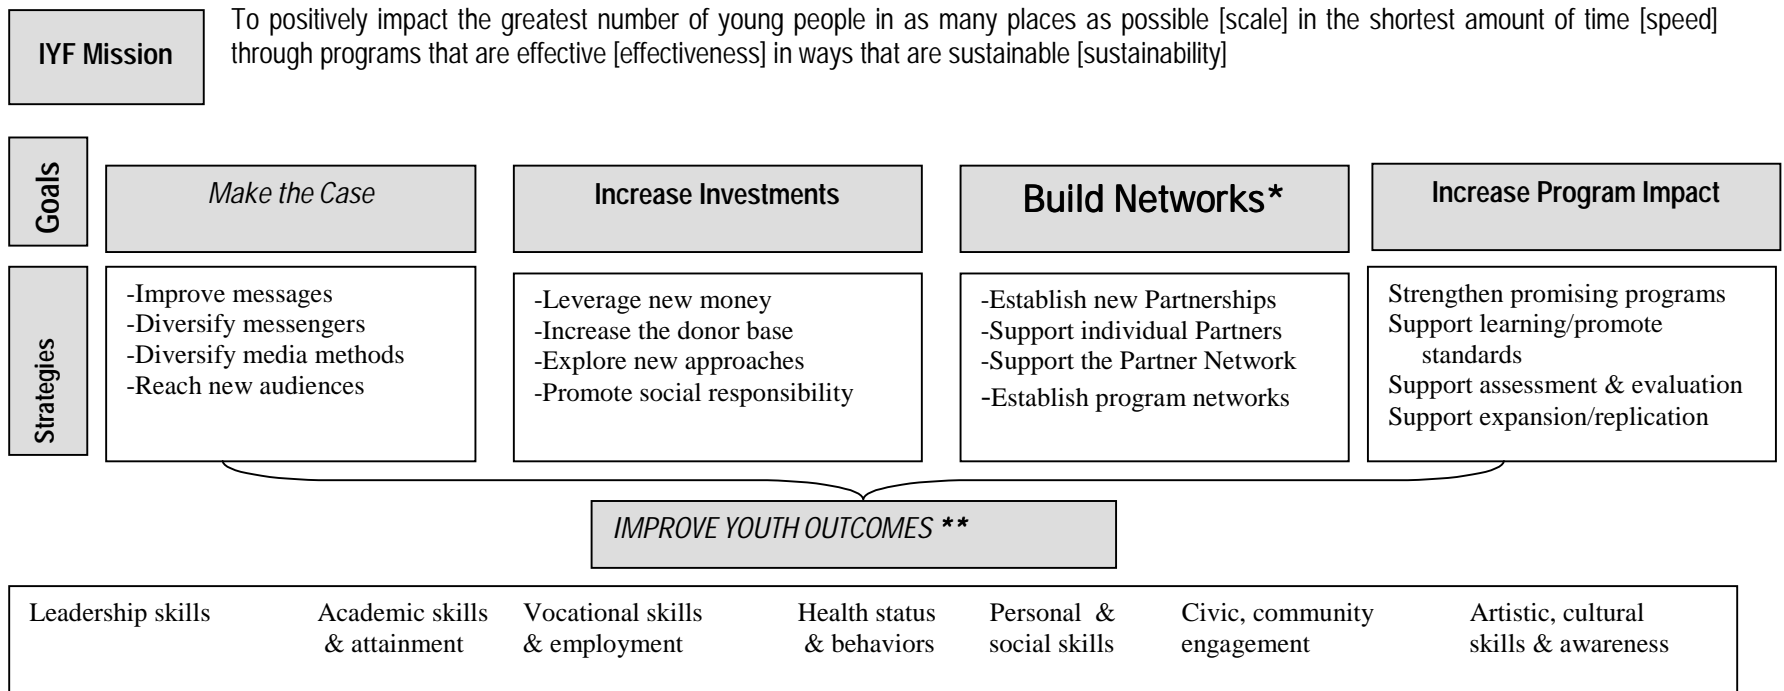 IYF Mission
To positively impact the greatest number of young people in as many places as possible [scale] in the shortest amount of time [speed]
through programs that are effective [effectiveness] in ways that are sustainable [sustainability]
Goals
Make the Case
Increase Investments
Build Networks*
Increase Program Impact
Strategies
-Improve messages
-Diversify messengers
-Diversify media methods
-Reach new audiences
-Leverage new money
-Increase the donor base
-Explore new approaches
-Promote social responsibility
-Establish new Partnerships
-Support individual Partners
-Support the Partner Network
-Establish program networks
Strengthen promising programs
Support learning/promote
standards
Support assessment & evaluation
Support expansion/replication
IMPROVE YOUTH OUTCOMES **
Leadership skills
Academic skills
& attainment
Vocational skills
& employment
Health status
& behaviors
Personal &
social skills
Civic, community
engagement
Artistic, cultural
skills & awareness